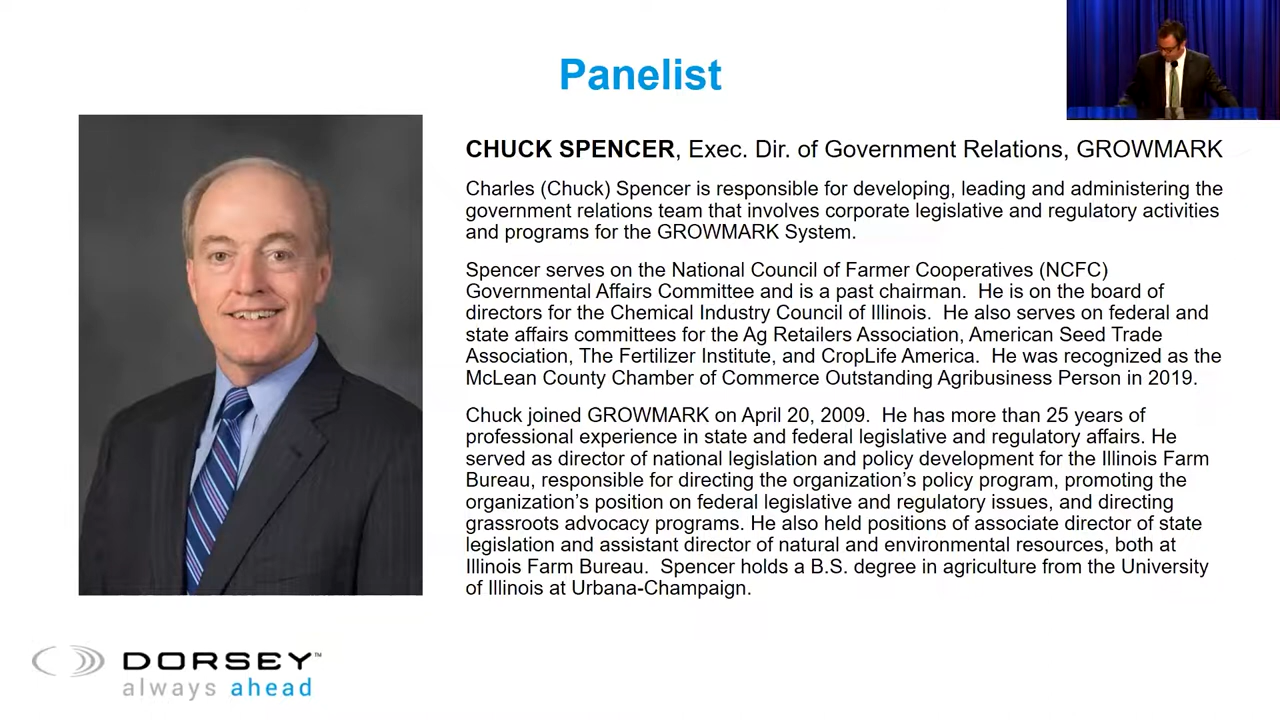 Panelist
CHUCK SPENCER, Exec. Dir. of Government Relations, GROWMARK
Charles (Chuck) Spencer is responsible for developing, leading and administering the
government relations team that involves corporate legislative and regulatory activities
and programs for the GROWMARK System.
Spencer serves on the National Council of Farmer Cooperatives (NCFC)
Governmental Affairs Committee and is a past chairman.  He is on the board of
directors for the Chemical Industry Council of Illinois.  He also serves on federal and
state affairs committees for the Ag Retailers Association, American Seed Trade
Association, The Fertilizer Institute, and CropLife America.  He was recognized as the
McLean County Chamber of Commerce Outstanding Agribusiness Person in 2019.
Chuck joined GROWMARK on April 20, 2009.  He has more than 25 years of
professional experience in state and federal legislative and regulatory affairs. He
served as director of national legislation and policy development for the Illinois Farm
Bureau, responsible for directing the organization’s policy program, promoting the
organization’s position on federal legislative and regulatory issues, and directing
grassroots advocacy programs. He also held positions of associate director of state
legislation and assistant director of natural and environmental resources, both at
Illinois Farm Bureau.  Spencer holds a B.S. degree in agriculture from the University
of Illinois at Urbana-Champaign.
DORSEY™
always ahead